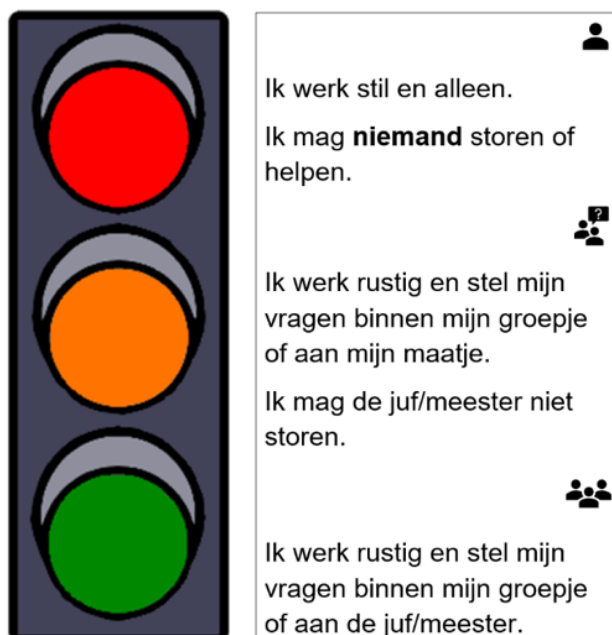 Ik werk stil en alleen.
Ik mag niemand storen of
helpen.
?
Ik werk rustig en stel mijn
vragen binnen mijn groepje
of aan mijn maatje.
Ik mag de juf/meester niet
storen.
Ik werk rustig en stel mijn
vragen binnen mijn groepje
of aan de juf/meester.